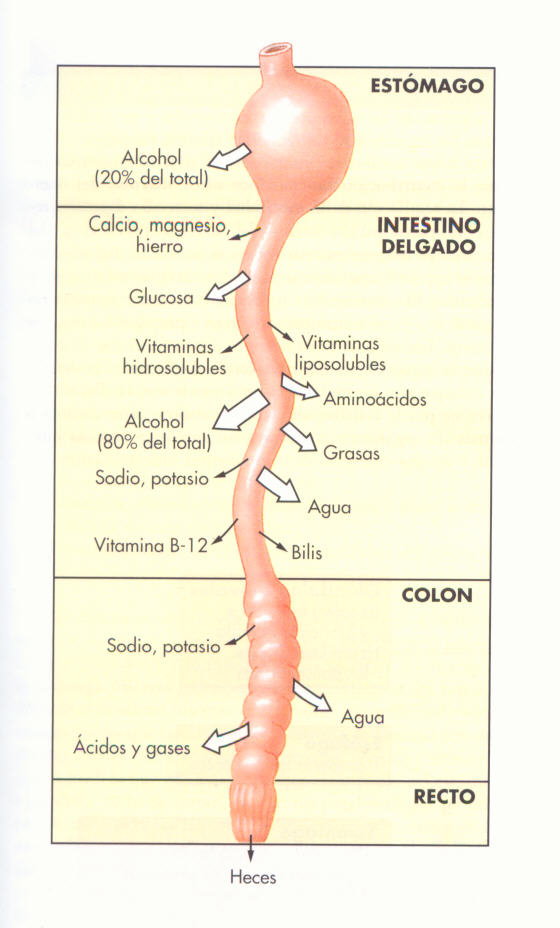 ESTÓMAGO
Alcohol
(20% del total)
INTESTINO
DELGADO
Calcio, magnesio,
hierro
Glucosa
Vitaminas
hidrosolubles
Vitaminas
liposolubles
Aminoácidos
Alcohol
(80% del total)
Grasas
Sodio, potasio
Agua
Vitamina B-12
Bilis
COLON
Sodio, potasio
Agua
Ácidos y gases
RECTO
Heces